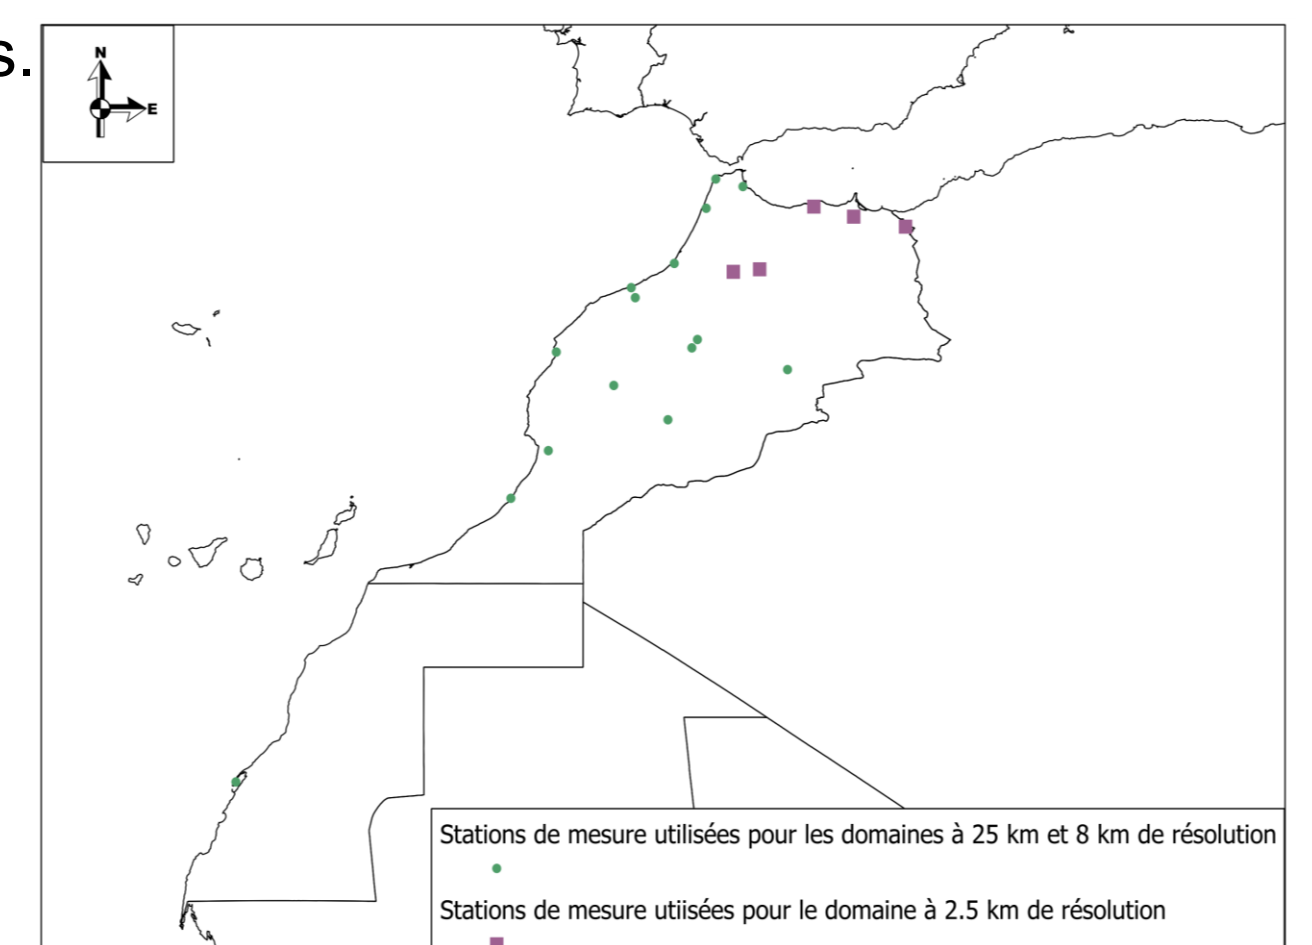 s.
N
E
Stations de mesure utilisées pour les domaines à 25 km et 8 km de résolution
Stations de mesure utiisées pour le domaine à 2.5 km de résolution